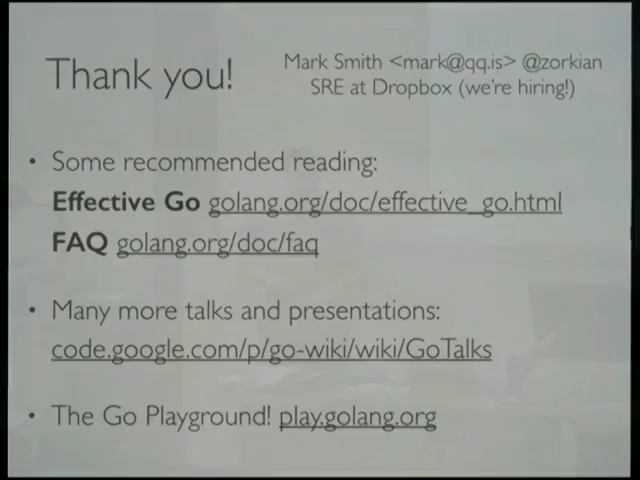 Thank you!
Mark Smith <mark@qq.is> @zorkian
SRE at Dropbox (we're hiring!)
• Some recommended reading:
Effective Go golang.org/doc/effective_go.html
FAQ golang.org/doc/faq
• Many more talks and presentations:
code.google.com/p/go-wiki/wiki/GoTalks
• The Go Playground! play.golang.org